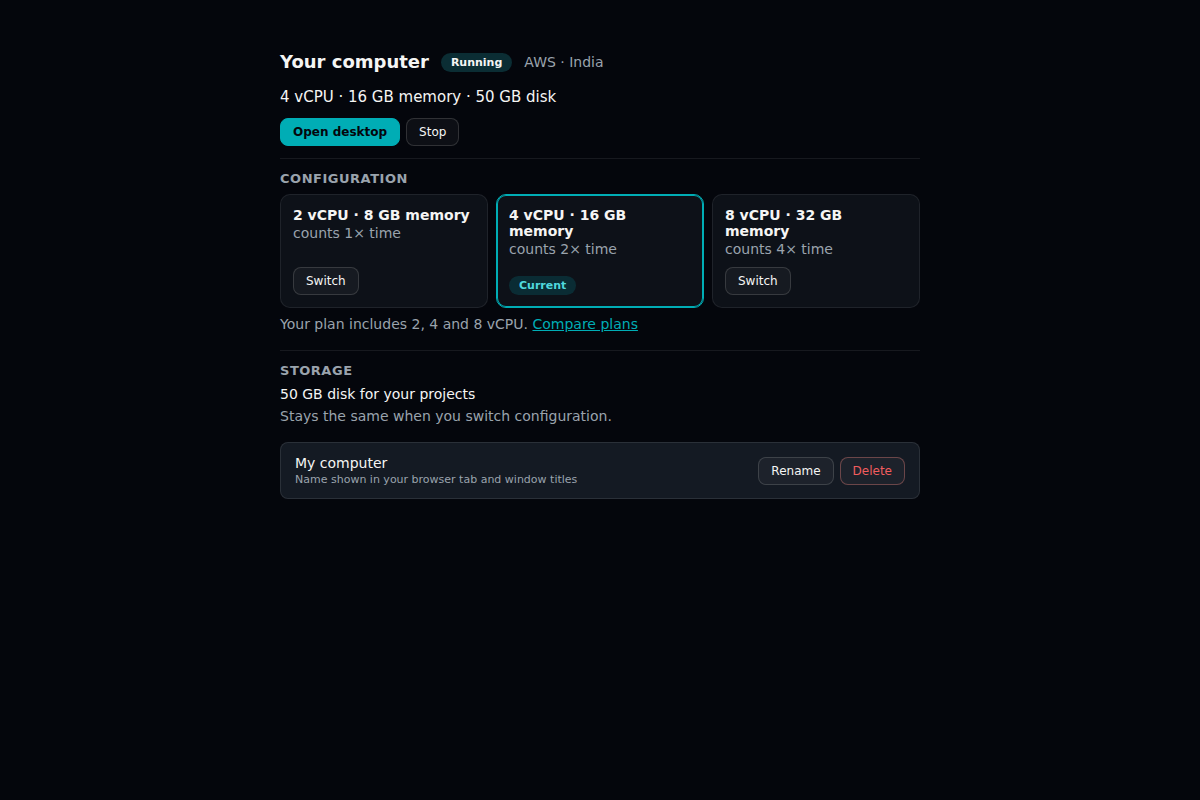 Your computer Running AWS · India
4 vCPU · 16 GB memory · 50 GB disk
Open desktop Stop
CONFIGURATION
2 vCPU · 8 GB memory
counts 1× time
Switch
4 vCPU · 16 GB
memory
counts 2× time
Current
8 vCPU · 32 GB
memory
counts 4× time
Switch
Your plan includes 2, 4 and 8 vCPU. Compare plans
STORAGE
50 GB disk for your projects
Stays the same when you switch configuration.
My computer
Name shown in your browser tab and window titles
Rename Delete